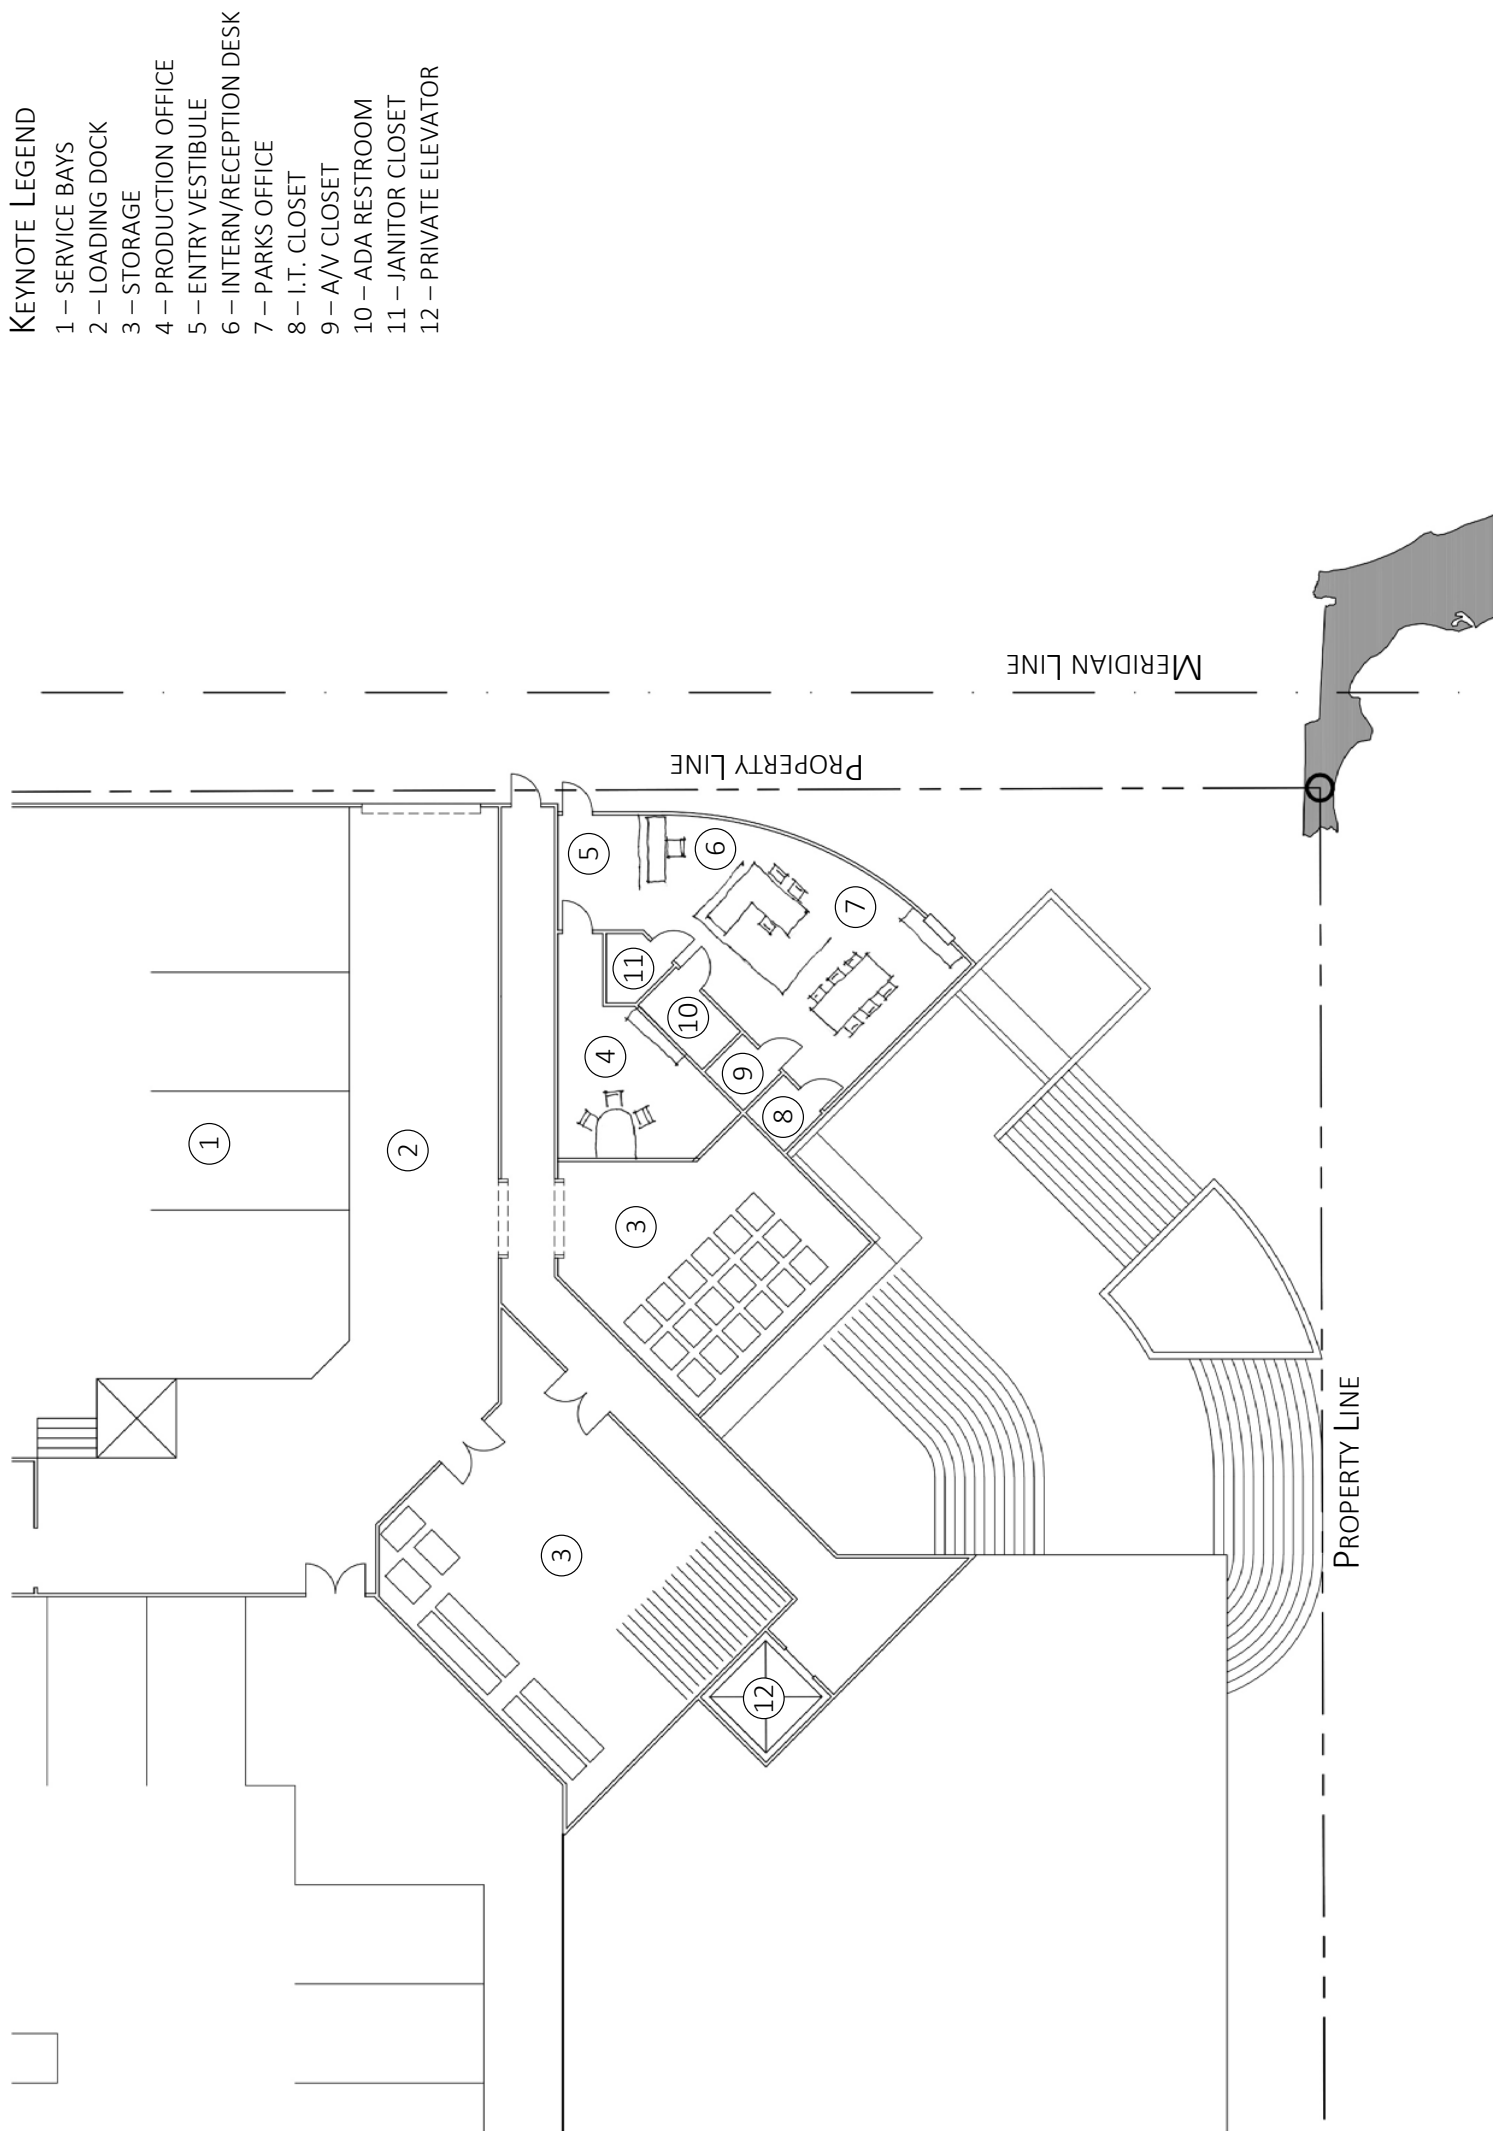 KEYNOTE LEGEND
1 – SERVICE BAYS
2 – LOADING DOCK
3 – STORAGE
4 – PRODUCTION OFFICE
5 – ENTRY VESTIBULE
6 – INTERN/RECEPTION DESK
7 – PARKS OFFICE
8 – I.T. CLOSET
9 – A/V CLOSET
10 – ADA RESTROOM
11 – JANITOR CLOSET
12 – PRIVATE ELEVATOR
MERIDIAN LINE
PROPERTY LINE
1
2
5
6
7
11
10
4
9
8
3
3
12
PROPERTY LINE